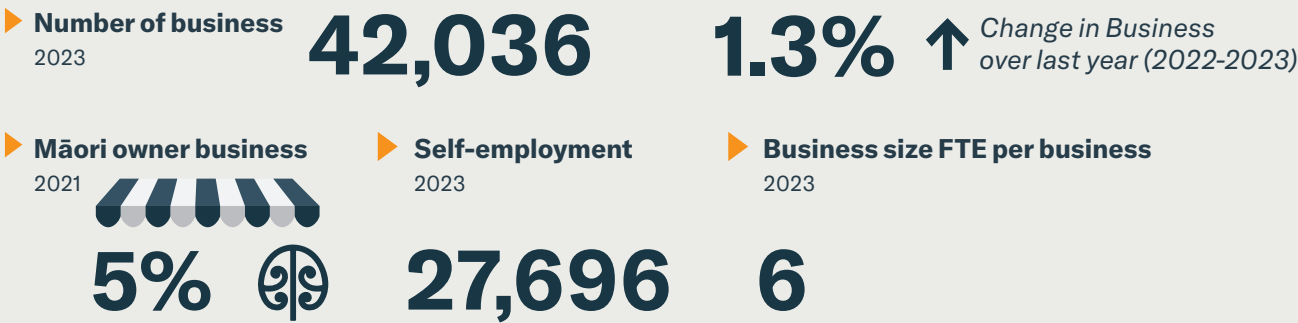 Number of business
2023
42,036
1.3%
Change in Business
over last year (2022-2023)
Māori owner business
2021
5%
Self-employment
2023
27,696
Business size FTE per business
2023
6